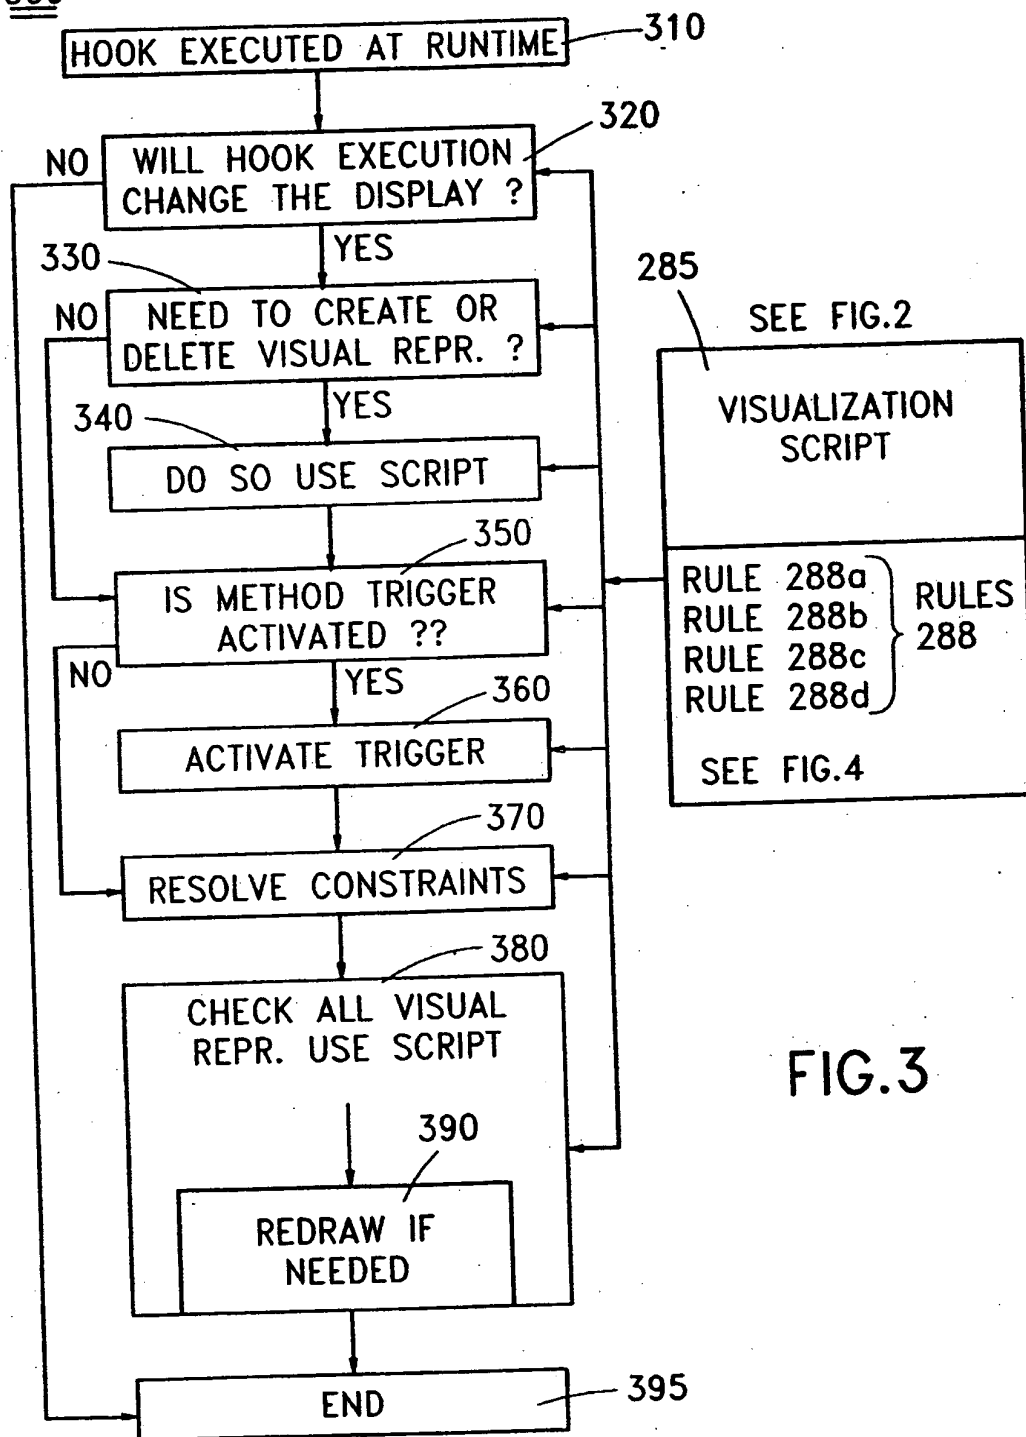 HOOK EXECUTED AT RUNTIME
310
320
NO
WILL HOOK EXECUTION
CHANGE THE DISPLAY ?
YES
330
NO
NEED TO CREATE OR
DELETE VISUAL REPR. ?
YES
340
DO SO USE SCRIPT
350
IS METHOD TRIGGER
ACTIVATED ??
NO
YES
360
ACTIVATE TRIGGER
370
RESOLVE CONSTRAINTS
380
CHECK ALL VISUAL
REPR. USE SCRIPT
390
REDRAW IF
NEEDED
END
395
285
SEE FIG.2
VISUALIZATION
SCRIPT
RULE 288a
RULE 288b
RULE 288c
RULE 288d
RULES
288
SEE FIG.4
FIG.3